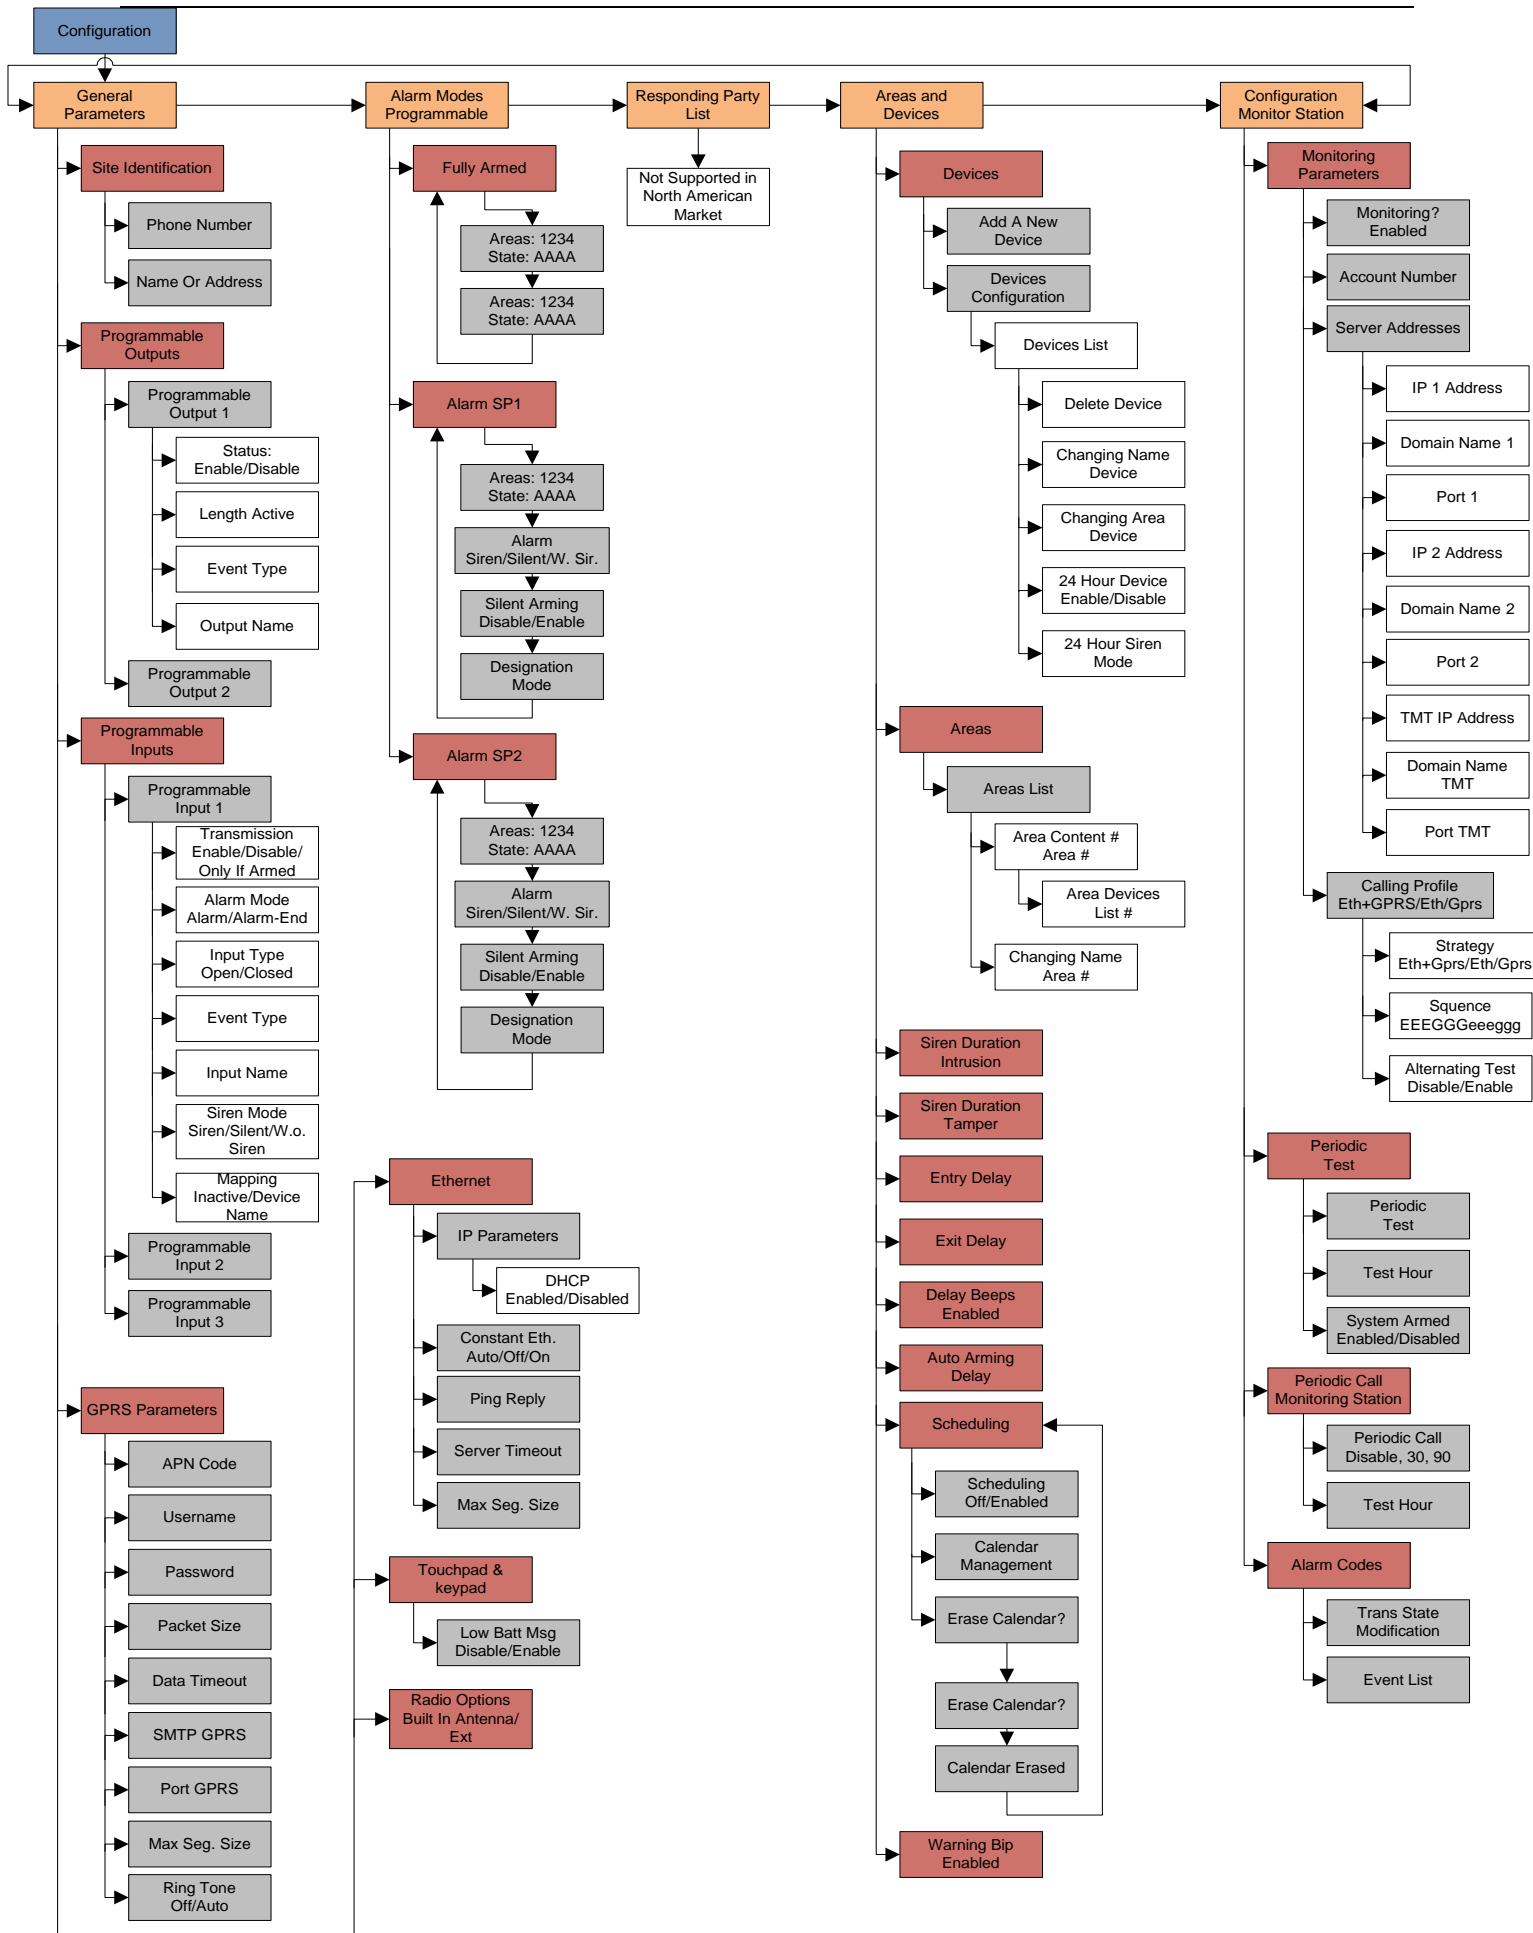 Configuration
General
Parameters
Alarm Modes
Programmable
Responding Party
List
Areas and
Devices
Configuration
Monitor Station
Site Identification
Phone Number
Name Or Address
Programmable
Outputs
Programmable
Output 1
Status:
Enable/Disable
Length Active
Event Type
Output Name
Programmable
Output 2
Programmable
Inputs
Programmable
Input 1
Transmission
Enable/Disable/
Only If Armed
Alarm Mode
Alarm/Alarm-End
Input Type
Open/Closed
Event Type
Input Name
Siren Mode
Siren/Silent/W.o.
Siren
Mapping
Inactive/Device
Name
Programmable
Input 2
Programmable
Input 3
GPRS Parameters
APN Code
Username
Password
Packet Size
Data Timeout
SMTP GPRS
Port GPRS
Max Seg. Size
Ring Tone
Off/Auto
Fully Armed
Areas: 1234
State: AAAA
Areas: 1234
State: AAAA
Alarm SP1
Areas: 1234
State: AAAA
Alarm
Siren/Silent/W. Sir.
Silent Arming
Disable/Enable
Designation
Mode
Alarm SP2
Areas: 1234
State: AAAA
Alarm
Siren/Silent/W. Sir.
Silent Arming
Disable/Enable
Designation
Mode
Ethernet
IP Parameters
DHCP
Enabled/Disabled
Constant Eth.
Auto/Off/On
Ping Reply
Server Timeout
Max Seg. Size
Touchpad &
keypad
Low Batt Msg
Disable/Enable
Radio Options
Built In Antenna/
Ext
Not Supported in
North American
Market
Devices
Add A New
Device
Devices
Configuration
Devices List
Delete Device
Changing Name
Device
Changing Area
Device
24 Hour Device
Enable/Disable
24 Hour Siren
Mode
Areas
Areas List
Area Content #
Area #
Area Devices
List #
Changing Name
Area #
Siren Duration
Intrusion
Siren Duration
Tamper
Entry Delay
Exit Delay
Delay Beeps
Enabled
Auto Arming
Delay
Scheduling
Scheduling
Off/Enabled
Calendar
Management
Erase Calendar?
Erase Calendar?
Calendar Erased
Warning Bip
Enabled
Monitoring
Parameters
Monitoring?
Enabled
Account Number
Server Addresses
IP 1 Address
Domain Name 1
Port 1
IP 2 Address
Domain Name 2
Port 2
TMT IP Address
Domain Name
TMT
Port TMT
Calling Profile
Eth+GPRS/Eth/Gprs
Strategy
Eth+Gprs/Eth/Gprs
Squence
EEEGGGeeeggg
Alternating Test
Disable/Enable
Periodic
Test
Periodic
Test
Test Hour
System Armed
Enabled/Disabled
Periodic Call
Monitoring Station
Periodic Call
Disable, 30, 90
Test Hour
Alarm Codes
Trans State
Modification
Event List